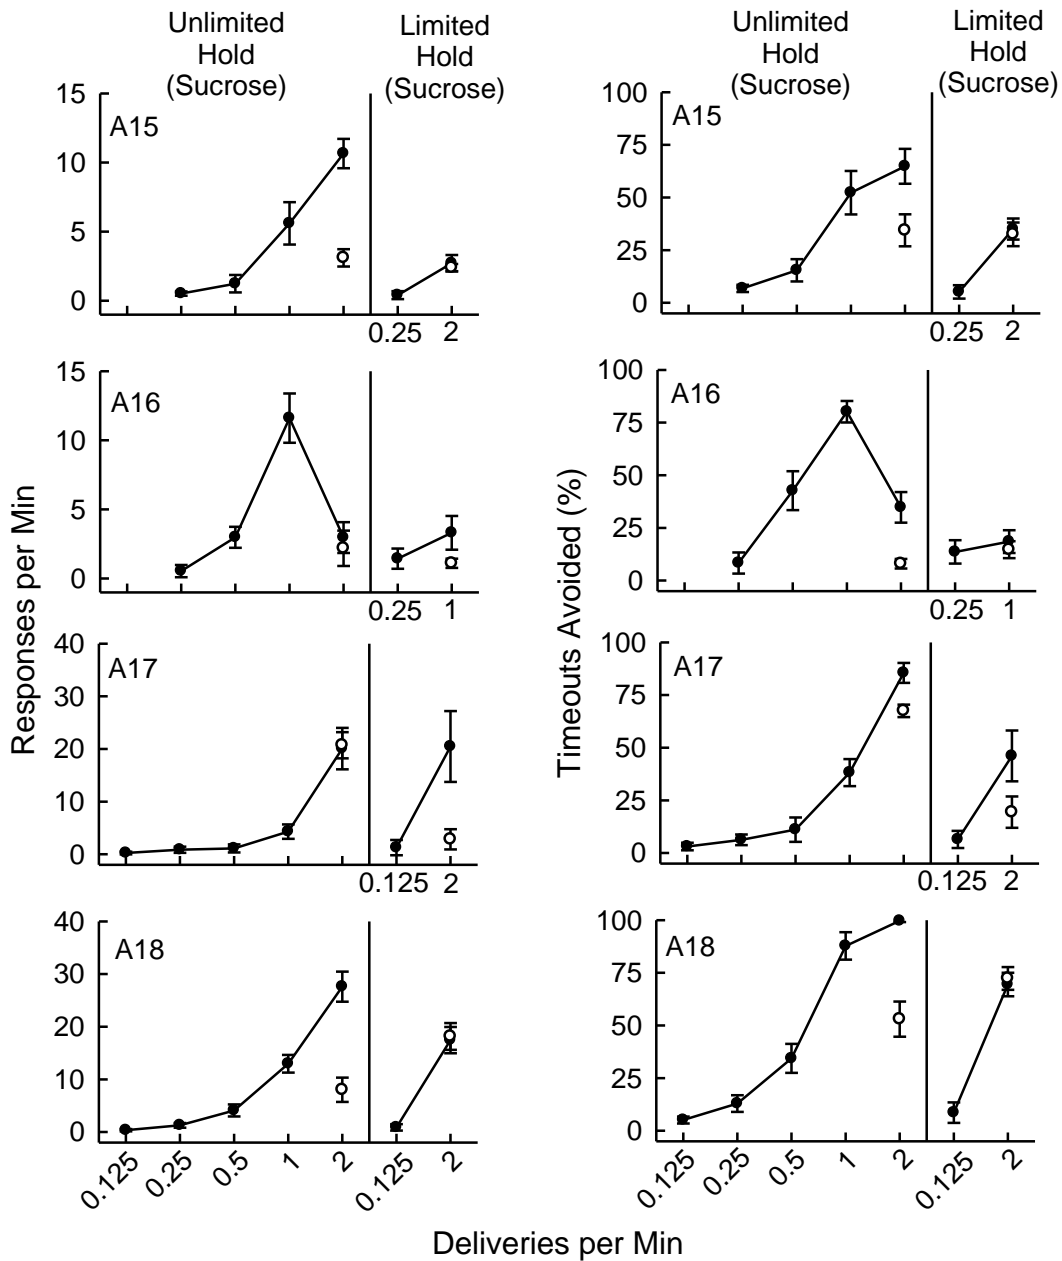 Unlimited
Hold
(Sucrose)
Limited
Hold
(Sucrose)
Unlimited
Hold
(Sucrose)
Limited
Hold
(Sucrose)
Responses per Min
A15
15
10
5
0
0.25 2
A16
15
10
5
0
0.25 1
A17
40
30
20
10
0
0.125 2
A18
40
30
20
10
0
0.125 0.25 0.5 1 2 0.125 2
Timeouts Avoided (%)
A15
100
75
50
25
0
0.25 2
A16
100
75
50
25
0
0.25 1
A17
100
75
50
25
0
0.125 2
A18
100
75
50
25
0
0.125 0.25 0.5 1 2 0.125 2
Deliveries per Min